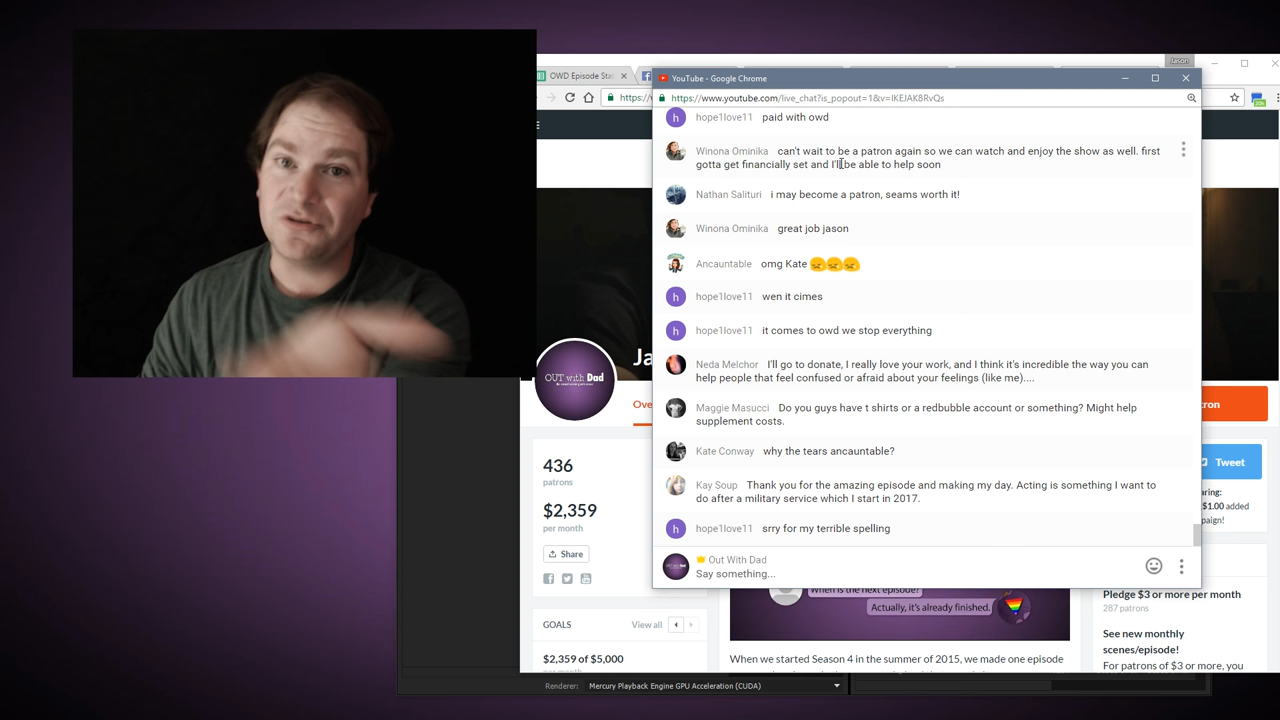 Jason
OWD Episode Sta
https://
YouTube - Google Chrome
https://www.youtube.com/live_chat?is_popout=1&v=IKEJAK8RvQs
hope1love11 paid with owd
Winona Ominika can't wait to be a patron again so we can watch and enjoy the show as well. first
gotta get financially set and I'll be able to help soon
Nathan Salituri i may become a patron, seams worth it!
Winona Ominika great job jason
Ancauntable omg Kate
hope1love11 wen it cimes
hope1love11 it comes to owd we stop everything
Neda Melchor I'll go to donate, I really love your work, and I think it's incredible the way you can
help people that feel confused or afraid about your feelings (like me)....
Maggie Masucci Do you guys have t shirts or a redbubble account or something? Might help
supplement costs.
Kate Conway why the tears ancauntable?
Kay Soup Thank you for the amazing episode and making my day. Acting is something I want to
do after a military service which I start in 2017.
hope1love11 srry for my terrible spelling
Out With Dad
Say something...
OUT with Dad
Ja
Ove
ron
436
patrons
$2,359
per month
Share
Tweet
aring:
$1.00 added
paign!
GOALS
View all
$2,359 of $5,000
When is the next episode?
Actually, it's already finished.
When we started Season 4 in the summer of 2015, we made one episode
Pledge $3 or more per month
287 patrons
See new monthly
scenes/episode!
For patrons of $3 or more, you
Renderer: Mercury Playback Engine GPU Acceleration (CUDA)